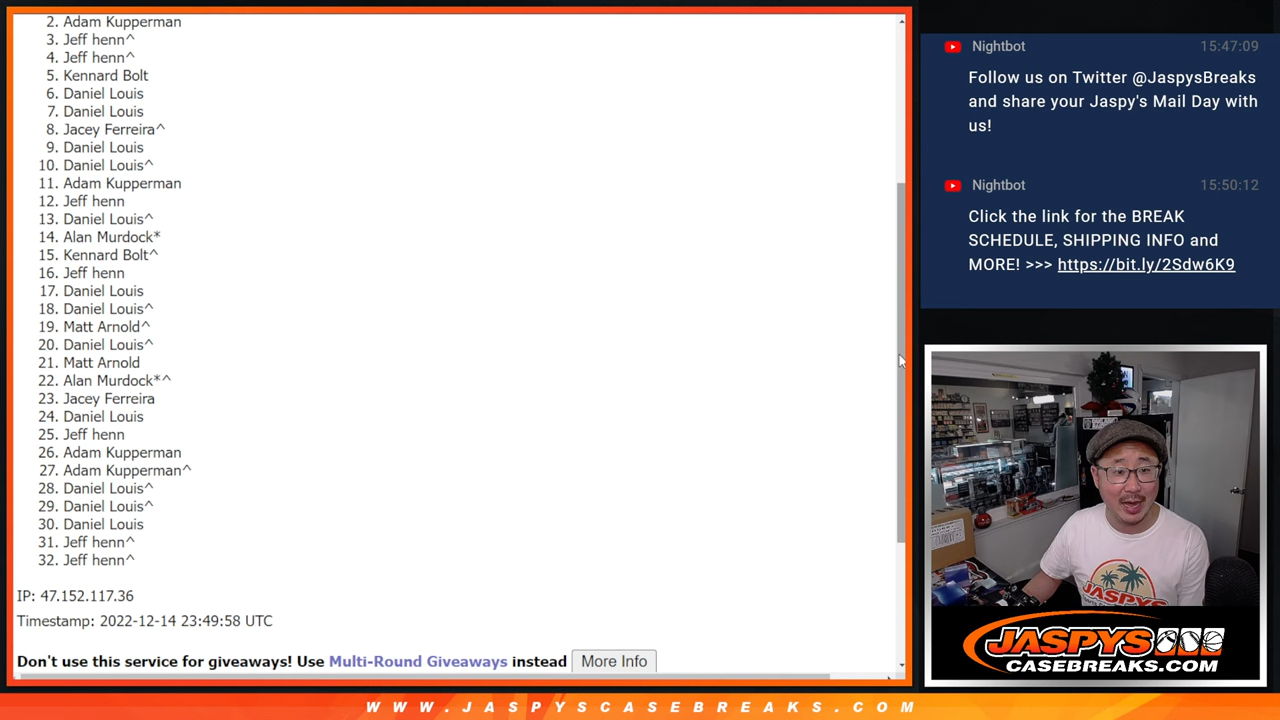 2. Adam Kupperman
3. Jeff henn^
4. Jeff henn^
5. Kennard Bolt
6. Daniel Louis
7. Daniel Louis
8. Jacey Ferreira^
9. Daniel Louis
10. Daniel Louis^
11. Adam Kupperman
12. Jeff henn
13. Daniel Louis^
14. Alan Murdock*
15. Kennard Bolt^
16. Jeff henn
17. Daniel Louis
18. Daniel Louis^
19. Matt Arnold^
20. Daniel Louis^
21. Matt Arnold
22. Alan Murdock*^
23. Jacey Ferreira
24. Daniel Louis
25. Jeff henn
26. Adam Kupperman
27. Adam Kupperman^
28. Daniel Louis^
29. Daniel Louis^
30. Daniel Louis
31. Jeff henn^
32. Jeff henn^
IP: 47.152.117.36
Timestamp: 2022-12-14 23:49:58 UTC
Don't use this service for giveaways! Use Multi-Round Giveaways instead More Info
Nightbot 15:47:09
Follow us on Twitter @JaspysBreaks
and share your Jaspy's Mail Day with
us!
Nightbot 15:50:12
Click the link for the BREAK
SCHEDULE, SHIPPING INFO and
MORE! >>> https://bit.ly/2Sdw6K9
JASPYS
JASPYS
CASEBREAKS.COM
WWW.JASPYSCASEBREAKS.COM